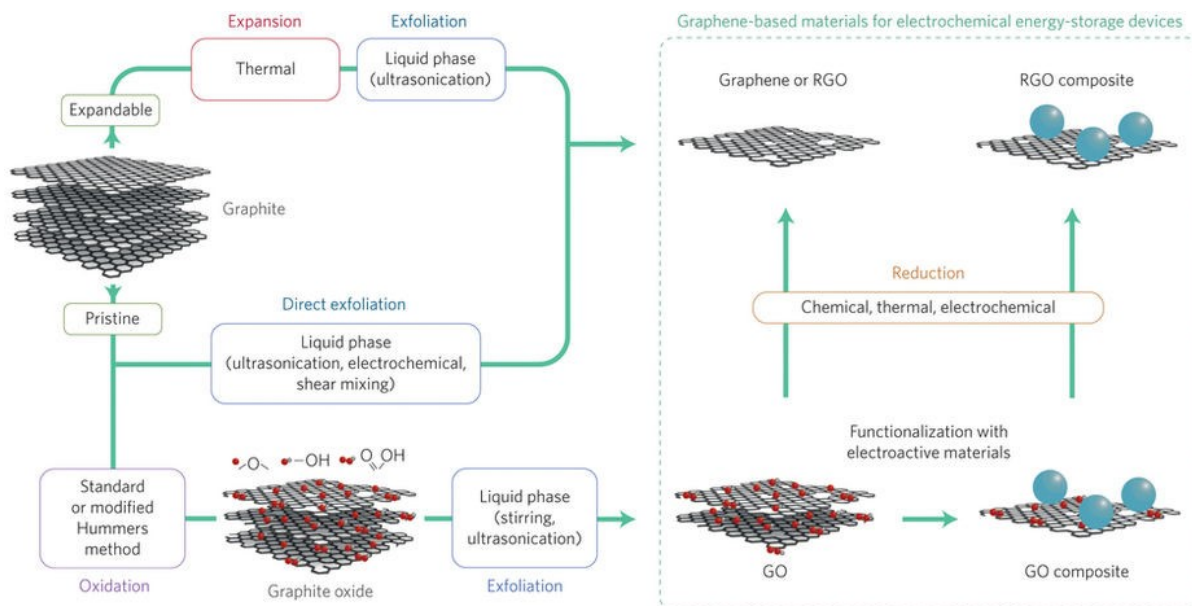 Expansion
Exfoliation
Thermal
Liquid phase
(ultrasonication)
Expandable
Graphite
Pristine
Direct exfoliation
Liquid phase
(ultrasonication, electrochemical,
shear mixing)
Standard
or modified
Hummers
method
Oxidation
O
–OH
O
OH
Graphite oxide
Liquid phase
(stirring,
ultrasonication)
Exfoliation
Graphene-based materials for electrochemical energy-storage devices
Graphene or RGO
RGO composite
Reduction
Chemical, thermal, electrochemical
Functionalization with
electroactive materials
GO
GO composite